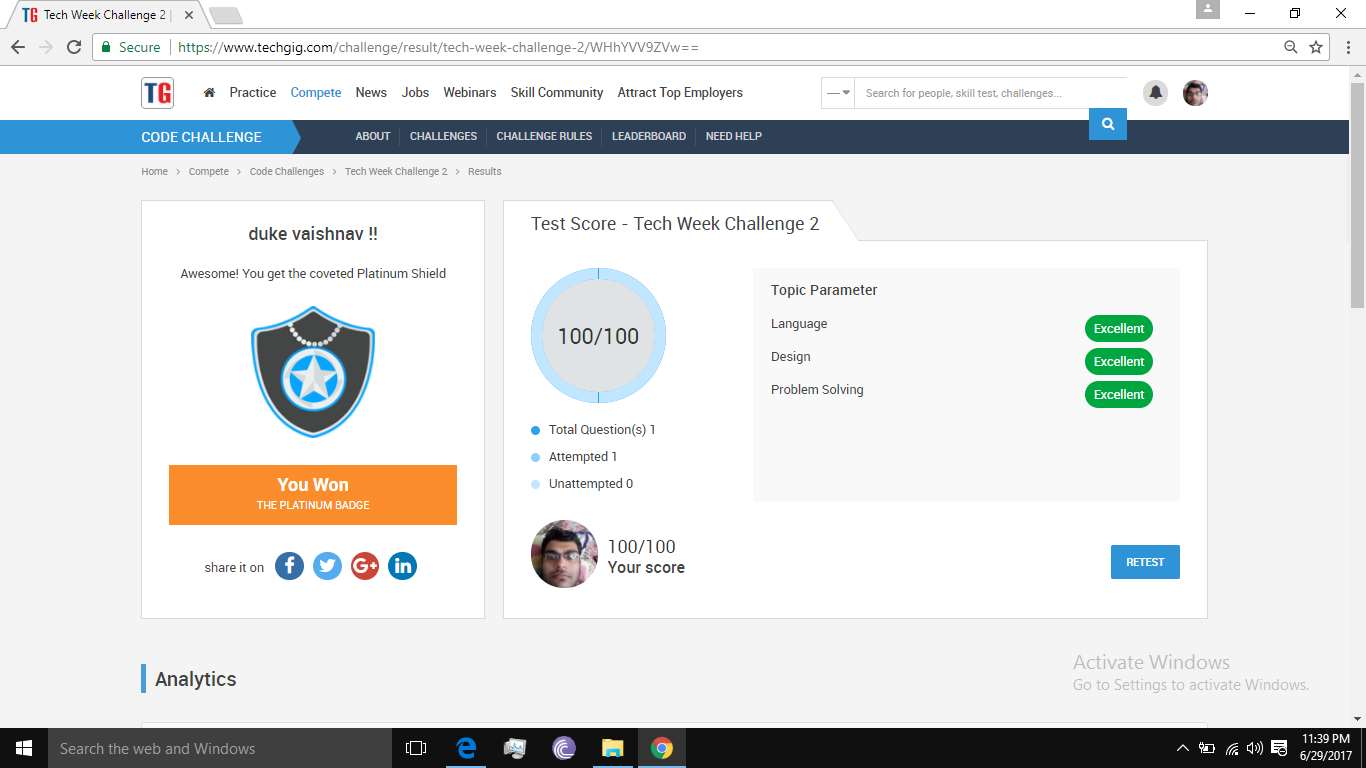 TG Tech Week Challenge 2 |
Secure https://www.techgig.com/challenge/result/tech-week-challenge-2/WHhYVV9ZVw==
TG Practice Compete News Jobs Webinars Skill Community Attract Top Employers Search for people, skill test, challenges...
CODE CHALLENGE ABOUT CHALLENGES CHALLENGE RULES LEADERBOARD NEED HELP
Home > Compete > Code Challenges > Tech Week Challenge 2 > Results
duke vaishnav !!
Awesome! You get the coveted Platinum Shield
You Won
THE PLATINUM BADGE
share it on f G+ in
Test Score - Tech Week Challenge 2
100/100
Total Question(s) 1
Attempted 1
Unattempted 0
Topic Parameter
Language Excellent
Design Excellent
Problem Solving Excellent
100/100
Your score
RETEST
Analytics
Activate Windows
Go to Settings to activate Windows.
Search the web and Windows
11:39 PM
6/29/2017